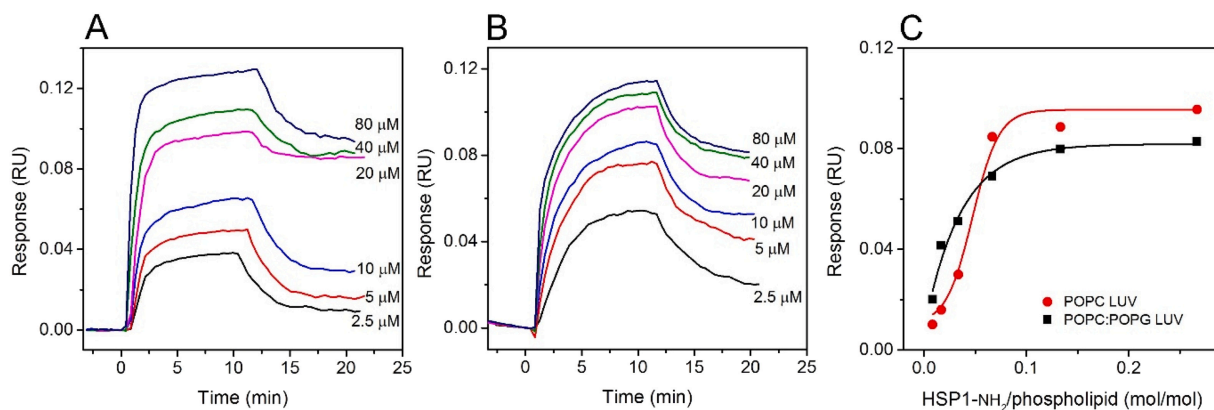 A
Response (RU)
0.12
0.08
0.04
0.00
80 μM
40 μM
20 μM
10 μM
5 μM
2.5 μM
0 5 10 15 20 25
Time (min)
B
Response (RU)
0.12
0.08
0.04
0.00
80 μM
40 μM
20 μM
10 μM
5 μM
2.5 μM
0 5 10 15 20 25
Time (min)
C
Response (RU)
0.12
0.08
0.04
0.00
POPC LUV
POPC:POPG LUV
0.0 0.1 0.2
HSP1-NH₂/phospholipid (mol/mol)